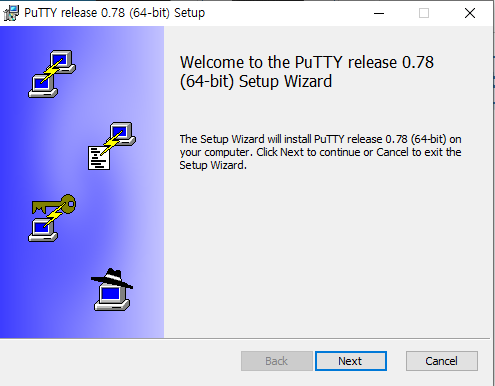 PuTTY release 0.78 (64-bit) Setup
Welcome to the PuTTY release 0.78
(64-bit) Setup Wizard
The Setup Wizard will install PuTTY release 0.78 (64-bit) on
your computer. Click Next to continue or Cancel to exit the
Setup Wizard.
Back
Next
Cancel